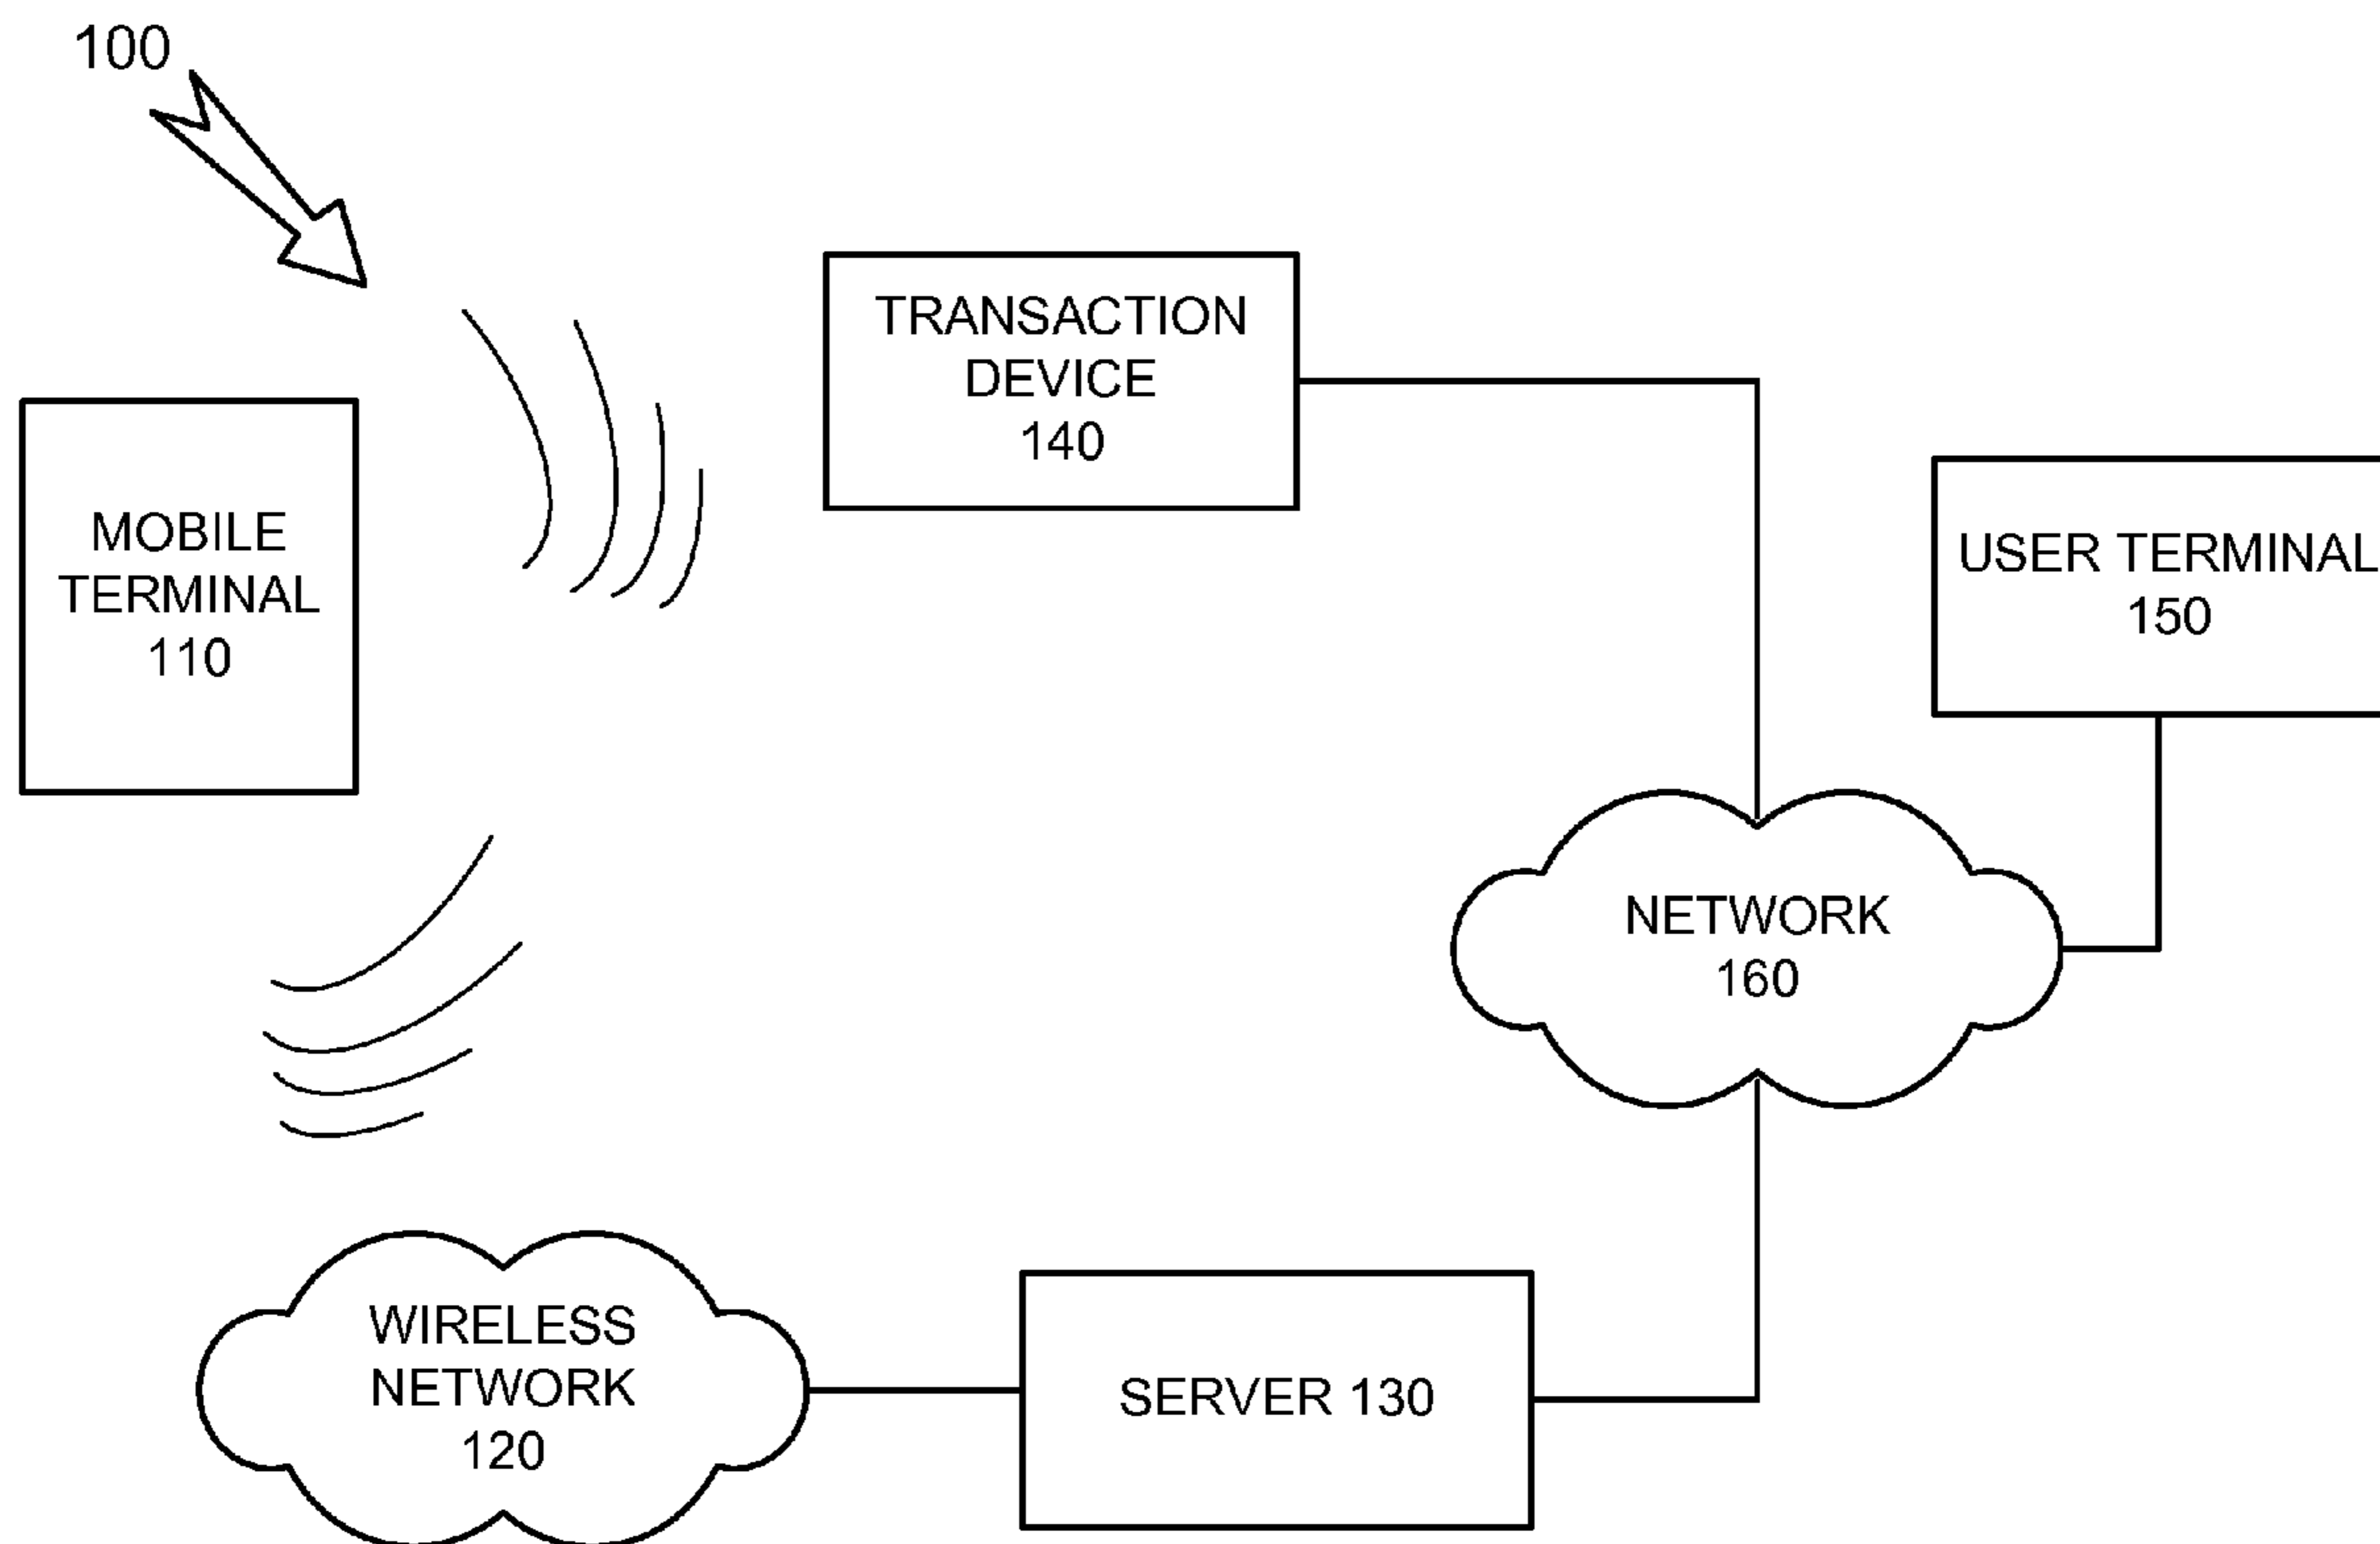 100
TRANSACTION
DEVICE
140
MOBILE
TERMINAL
110
USER TERMINAL
150
NETWORK
160
WIRELESS
NETWORK
120
SERVER 130